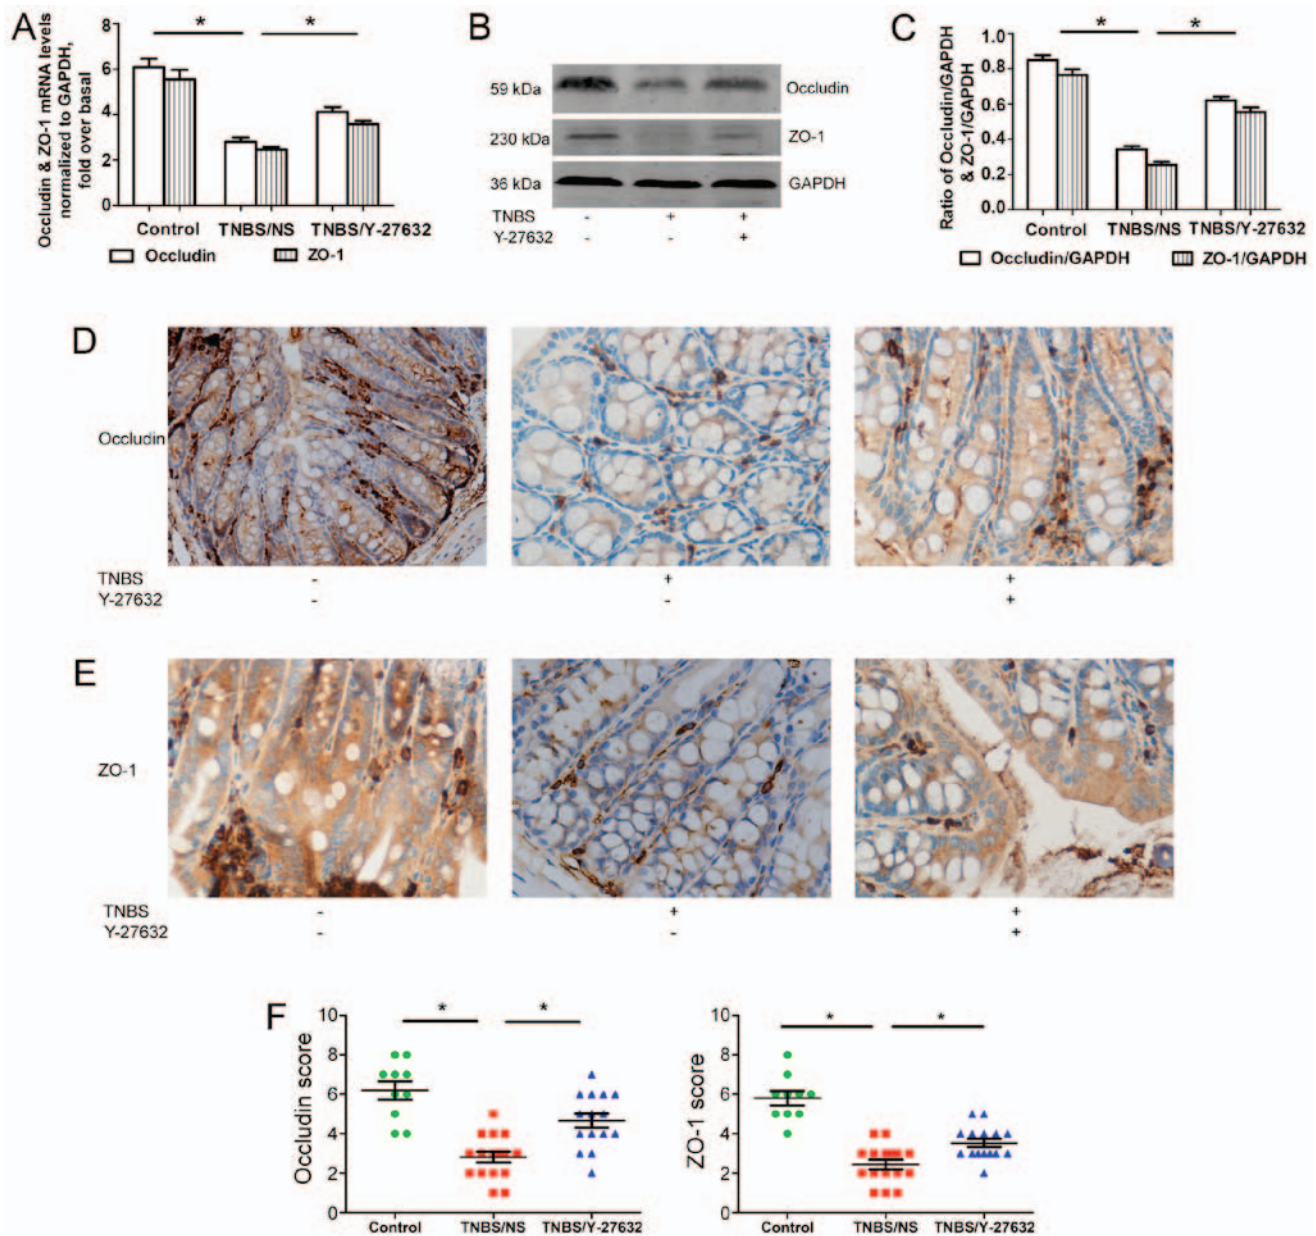 A
Occludin & ZO-1 mRNA levels
normalized to GAPDH,
fold over basal
8
6
4
2
0
* *
Control TNBS/NS TNBS/Y-27632
Occludin ZO-1
B
59 kDa Occludin
230 kDa ZO-1
36 kDa GAPDH
TNBS - + +
Y-27632 - - +
C
Ratio of Occludin/GAPDH
& ZO-1/GAPDH
1.0
0.8
0.6
0.4
0.2
0.0
* *
Control TNBS/NS TNBS/Y-27632
Occludin/GAPDH ZO-1/GAPDH
D
Occludin
TNBS - + +
Y-27632 - - +
E
ZO-1
TNBS - + +
Y-27632 - - +
F
Occludin score
10
8
6
4
2
0
* *
Control TNBS/NS TNBS/Y-27632
ZO-1 score
10
8
6
4
2
0
* *
Control TNBS/NS TNBS/Y-27632